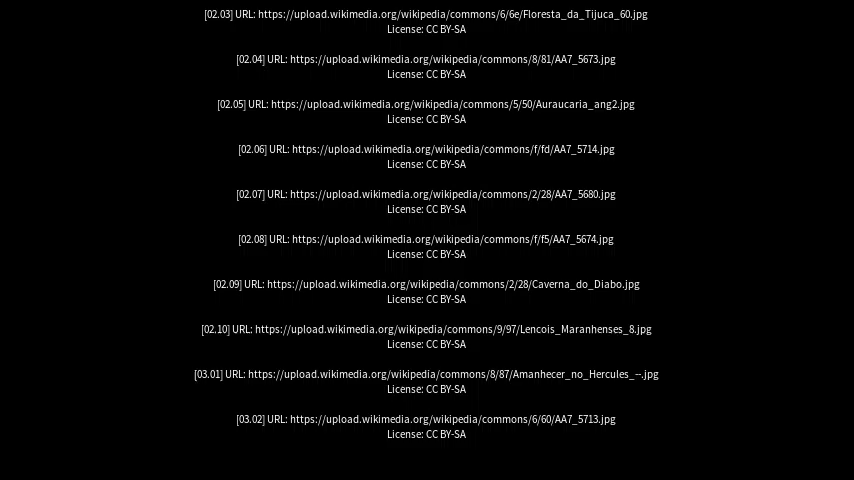 [02.03] URL: https://upload.wikimedia.org/wikipedia/commons/6/6e/Floresta_da_Tijuca_60.jpg
License: CC BY-SA
[02.04] URL: https://upload.wikimedia.org/wikipedia/commons/8/81/AA7_5673.jpg
License: CC BY-SA
[02.05] URL: https://upload.wikimedia.org/wikipedia/commons/5/50/Auraucaria_ang2.jpg
License: CC BY-SA
[02.06] URL: https://upload.wikimedia.org/wikipedia/commons/f/fd/AA7_5714.jpg
License: CC BY-SA
[02.07] URL: https://upload.wikimedia.org/wikipedia/commons/2/28/AA7_5680.jpg
License: CC BY-SA
[02.08] URL: https://upload.wikimedia.org/wikipedia/commons/f/f5/AA7_5674.jpg
License: CC BY-SA
[02.09] URL: https://upload.wikimedia.org/wikipedia/commons/2/28/Caverna_do_Diabo.jpg
License: CC BY-SA
[02.10] URL: https://upload.wikimedia.org/wikipedia/commons/9/97/Lencois_Maranhenses_8.jpg
License: CC BY-SA
[03.01] URL: https://upload.wikimedia.org/wikipedia/commons/8/87/Amanhecer_no_Hercules_--.jpg
License: CC BY-SA
[03.02] URL: https://upload.wikimedia.org/wikipedia/commons/6/60/AA7_5713.jpg
License: CC BY-SA